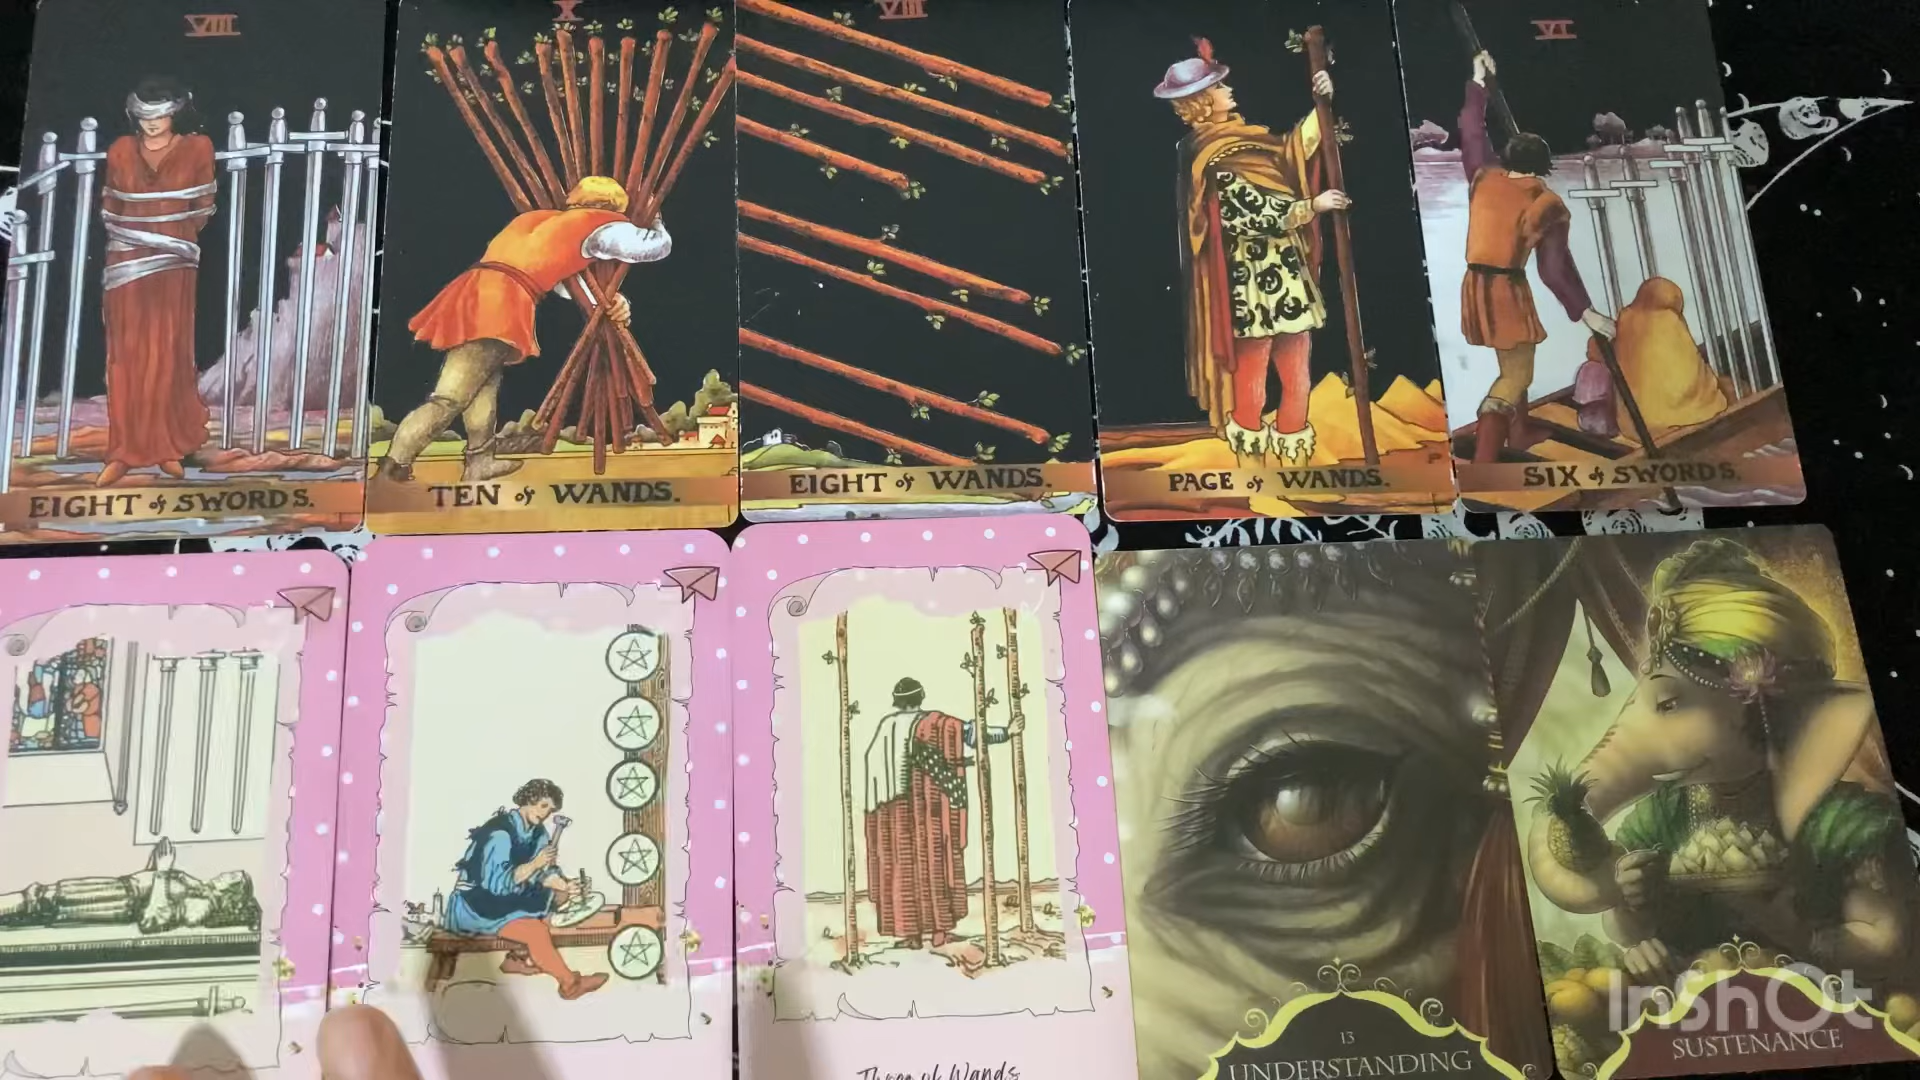 VIII
X
VIII
VI
EIGHT of SWORDS.
TEN of WANDS.
EIGHT of WANDS.
PAGE of WANDS.
SIX of SWORDS.
Three of Wands
13
UNDERSTANDING
SUSTENANCE
InShOt